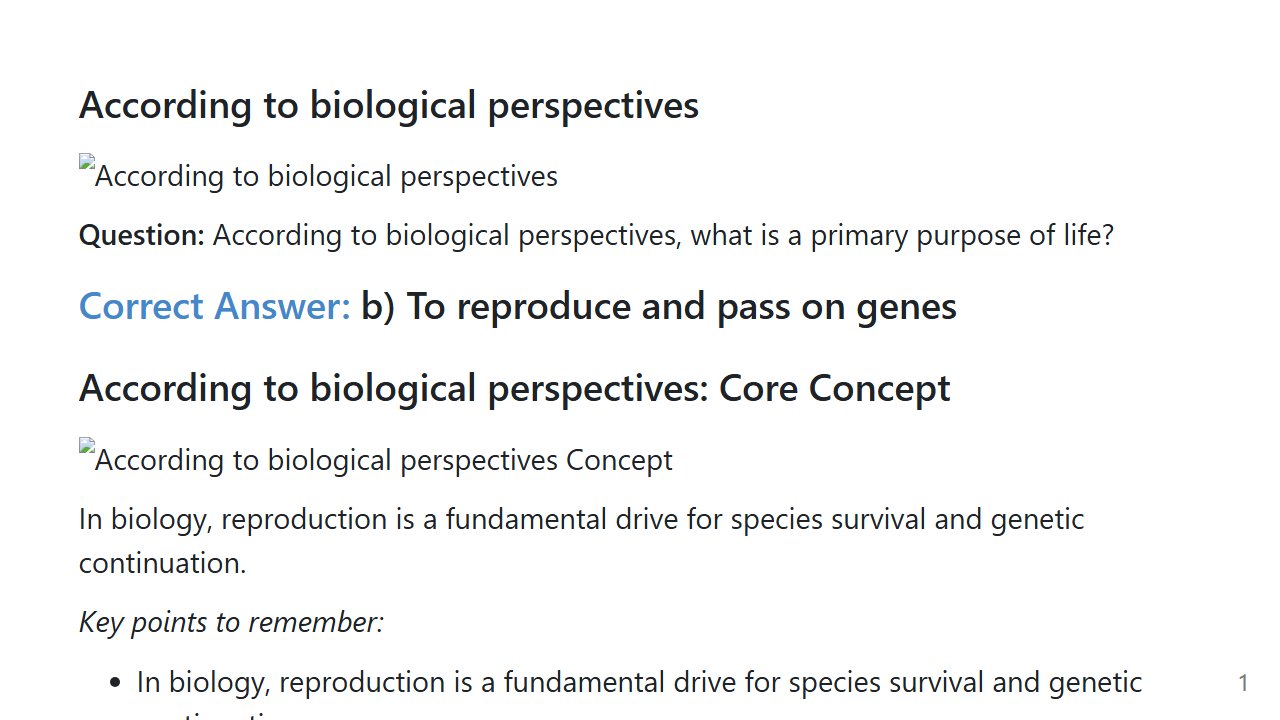 According to biological perspectives
According to biological perspectives
Question: According to biological perspectives, what is a primary purpose of life?
Correct Answer: b) To reproduce and pass on genes
According to biological perspectives: Core Concept
According to biological perspectives Concept
In biology, reproduction is a fundamental drive for species survival and genetic
continuation.
Key points to remember:
• In biology, reproduction is a fundamental drive for species survival and genetic
1